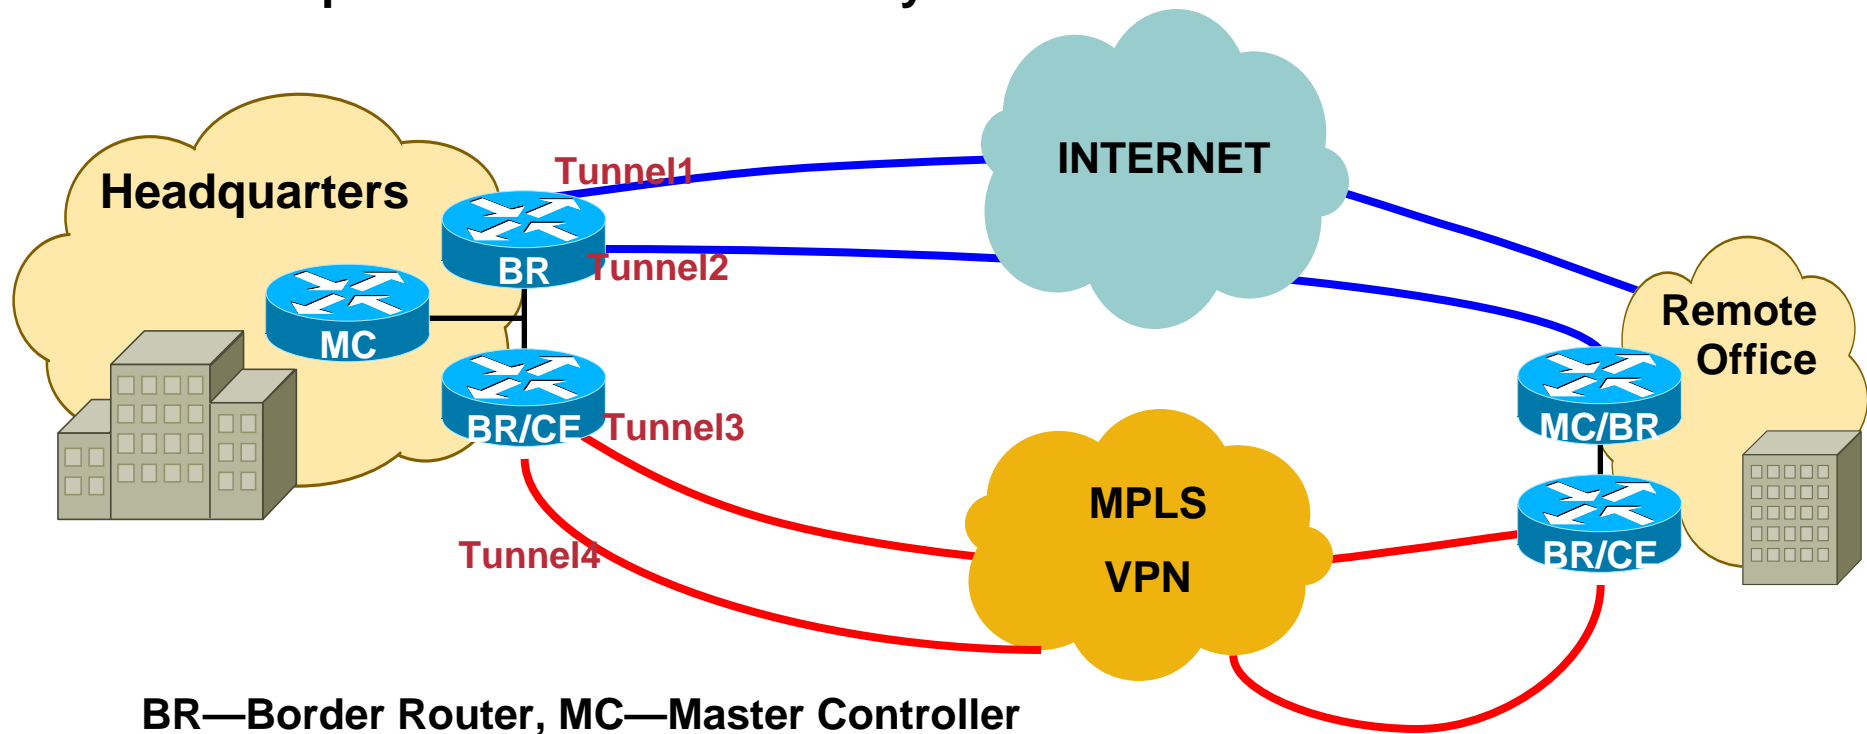 INTERNET
Tunnel1
Headquarters
BR
Tunnel2
MC
Remote
Office
BR/CE
Tunnel3
MC/BR
MPLS
VPN
Tunnel4
BR/CE
BR—Border Router, MC—Master Controller